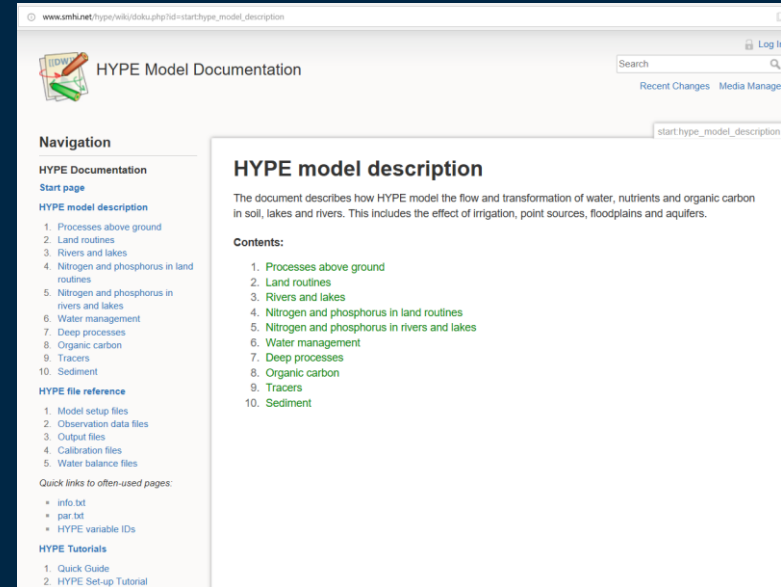 www.smhi.net/hype/wiki/doku.php?id=start:hype_model_description
HYPE Model Documentation
Log In
Search
Recent Changes Media Manage
start:hype_model_description
Navigation
HYPE Documentation
Start page
HYPE model description
1. Processes above ground
2. Land routines
3. Rivers and lakes
4. Nitrogen and phosphorus in land
routines
5. Nitrogen and phosphorus in
rivers and lakes
6. Water management
7. Deep processes
8. Organic carbon
9. Tracers
10. Sediment
HYPE file reference
1. Model setup files
2. Observation data files
3. Output files
4. Calibration files
5. Water balance files
Quick links to often-used pages:
info.txt
par.txt
HYPE variable IDs
HYPE Tutorials
1. Quick Guide
2. HYPE Set-up Tutorial
HYPE model description
The document describes how HYPE model the flow and transformation of water, nutrients and organic carbon
in soil, lakes and rivers. This includes the effect of irrigation, point sources, floodplains and aquifers.
Contents:
1. Processes above ground
2. Land routines
3. Rivers and lakes
4. Nitrogen and phosphorus in land routines
5. Nitrogen and phosphorus in rivers and lakes
6. Water management
7. Deep processes
8. Organic carbon
9. Tracers
10. Sediment